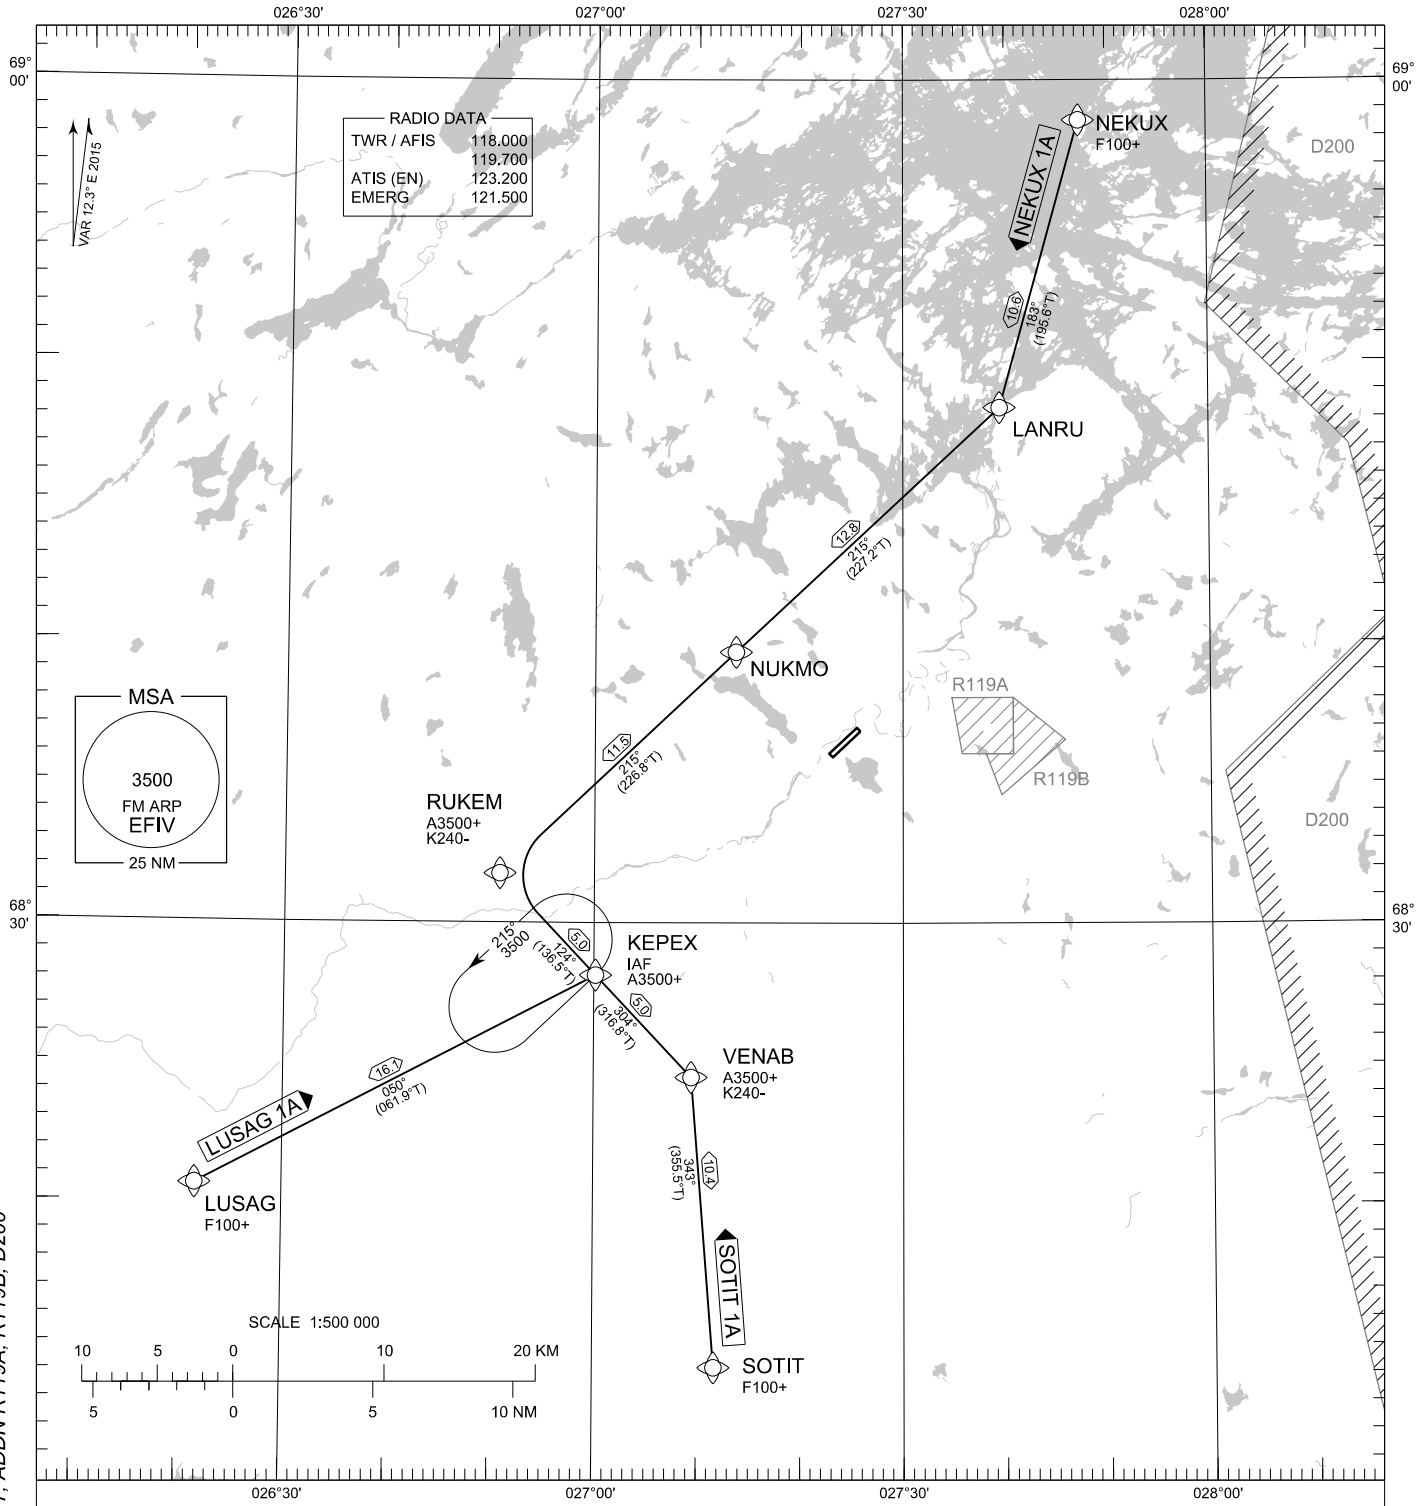 026°30'
027°00'
027°30'
028°00'
69°
00'
69°
00'
VAR 12.3° E 2015
RADIO DATA
TWR / AFIS 118.000
119.700
ATIS (EN) 123.200
EMERG 121.500
NEKUX
F100+
D200
NEKUX 1A
10.6
183°
(195.6°T)
LANRU
12.8
215°
(227.2°T)
NUKMO
R119A
R119B
D200
MSA
3500
FM ARP
EFIV
25 NM
11.5
215°
(226.8°T)
RUKEM
A3500+
K240-
68°
30'
68°
30'
215°
3500
5.0
124°
(136.5°T)
KEPEX
IAF
A3500+
5.0
304°
(316.8°T)
VENAB
A3500+
K240-
16.1
050°
(061.9°T)
LUSAG 1A
LUSAG
F100+
10.4
343°
(355.5°T)
SOTIT 1A
SOTIT
F100+
SCALE 1:500 000
10 5 0 10 20 KM
5 0 5 10 NM
026°30'
027°00'
027°30'
028°00'
ADDN R119A, R119B, D200